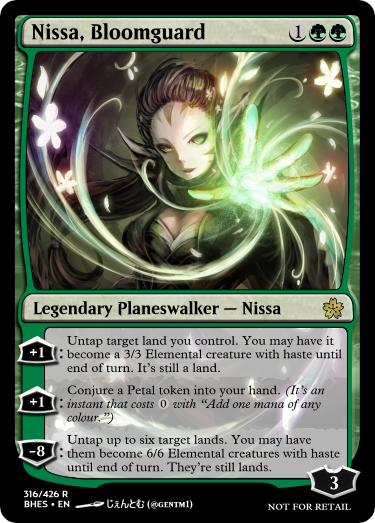 Nissa, Bloomguard 1
Legendary Planeswalker — Nissa
+1: Untap target land you control. You may have it
become a 3/3 Elemental creature with haste until
end of turn. It's still a land.
+1: Conjure a Petal token into your hand. (It's an
instant that costs 0 with “Add one mana of any
colour.”)
-8: Untap up to six target lands. You may have
them become 6/6 Elemental creatures with haste
until end of turn. They're still lands.
3
316/426 R
BHES • EN じぇんとむ (@GENTM1)
NOT FOR RETAIL